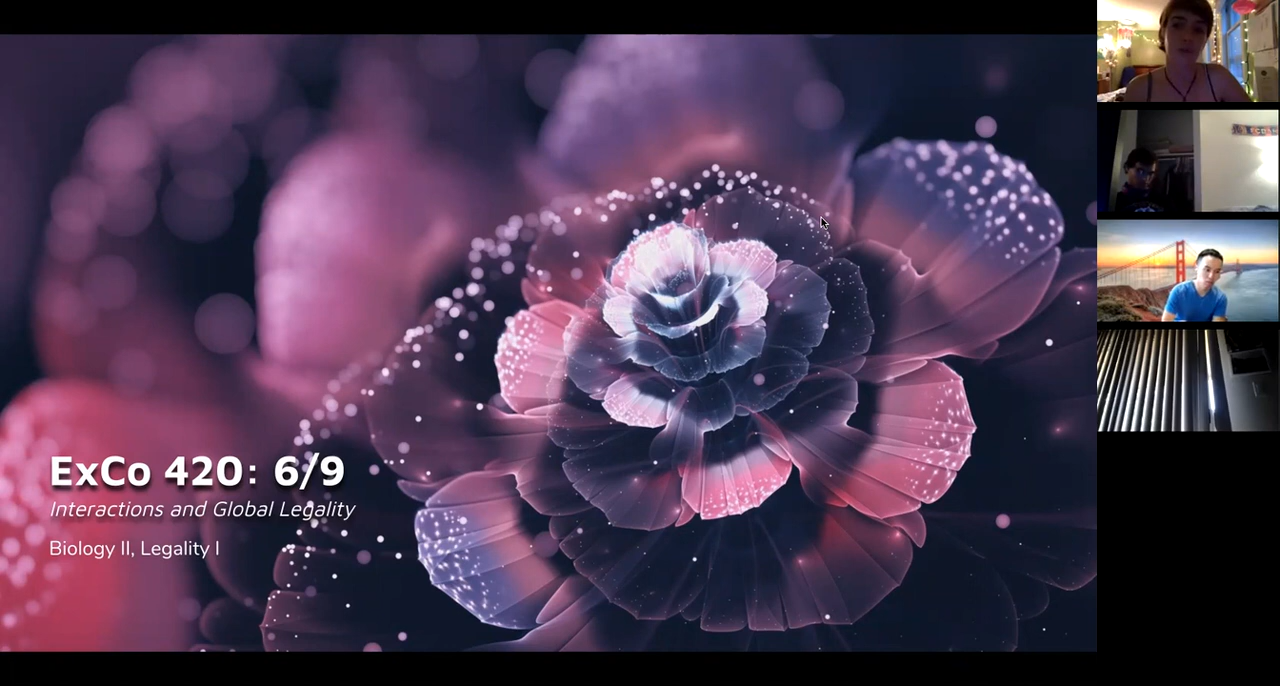 ExCo 420: 6/9
Interactions and Global Legality
Biology II, Legality I